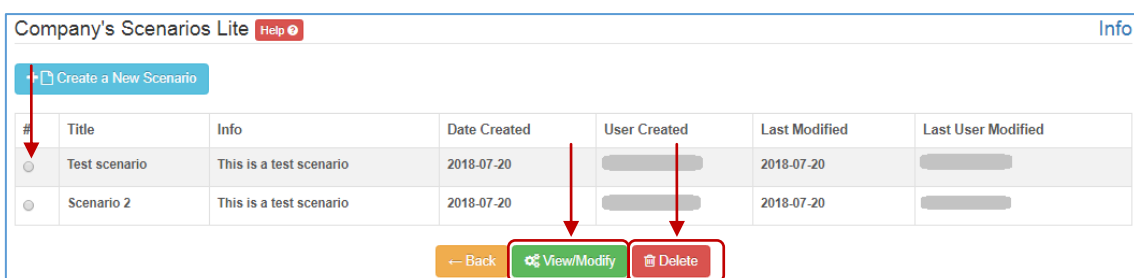 Company's Scenarios Lite Help Info
Create a New Scenario
# Title Info Date Created User Created Last Modified Last User Modified
Test scenario This is a test scenario 2018-07-20 2018-07-20
Scenario 2 This is a test scenario 2018-07-20 2018-07-20
← Back View/Modify Delete